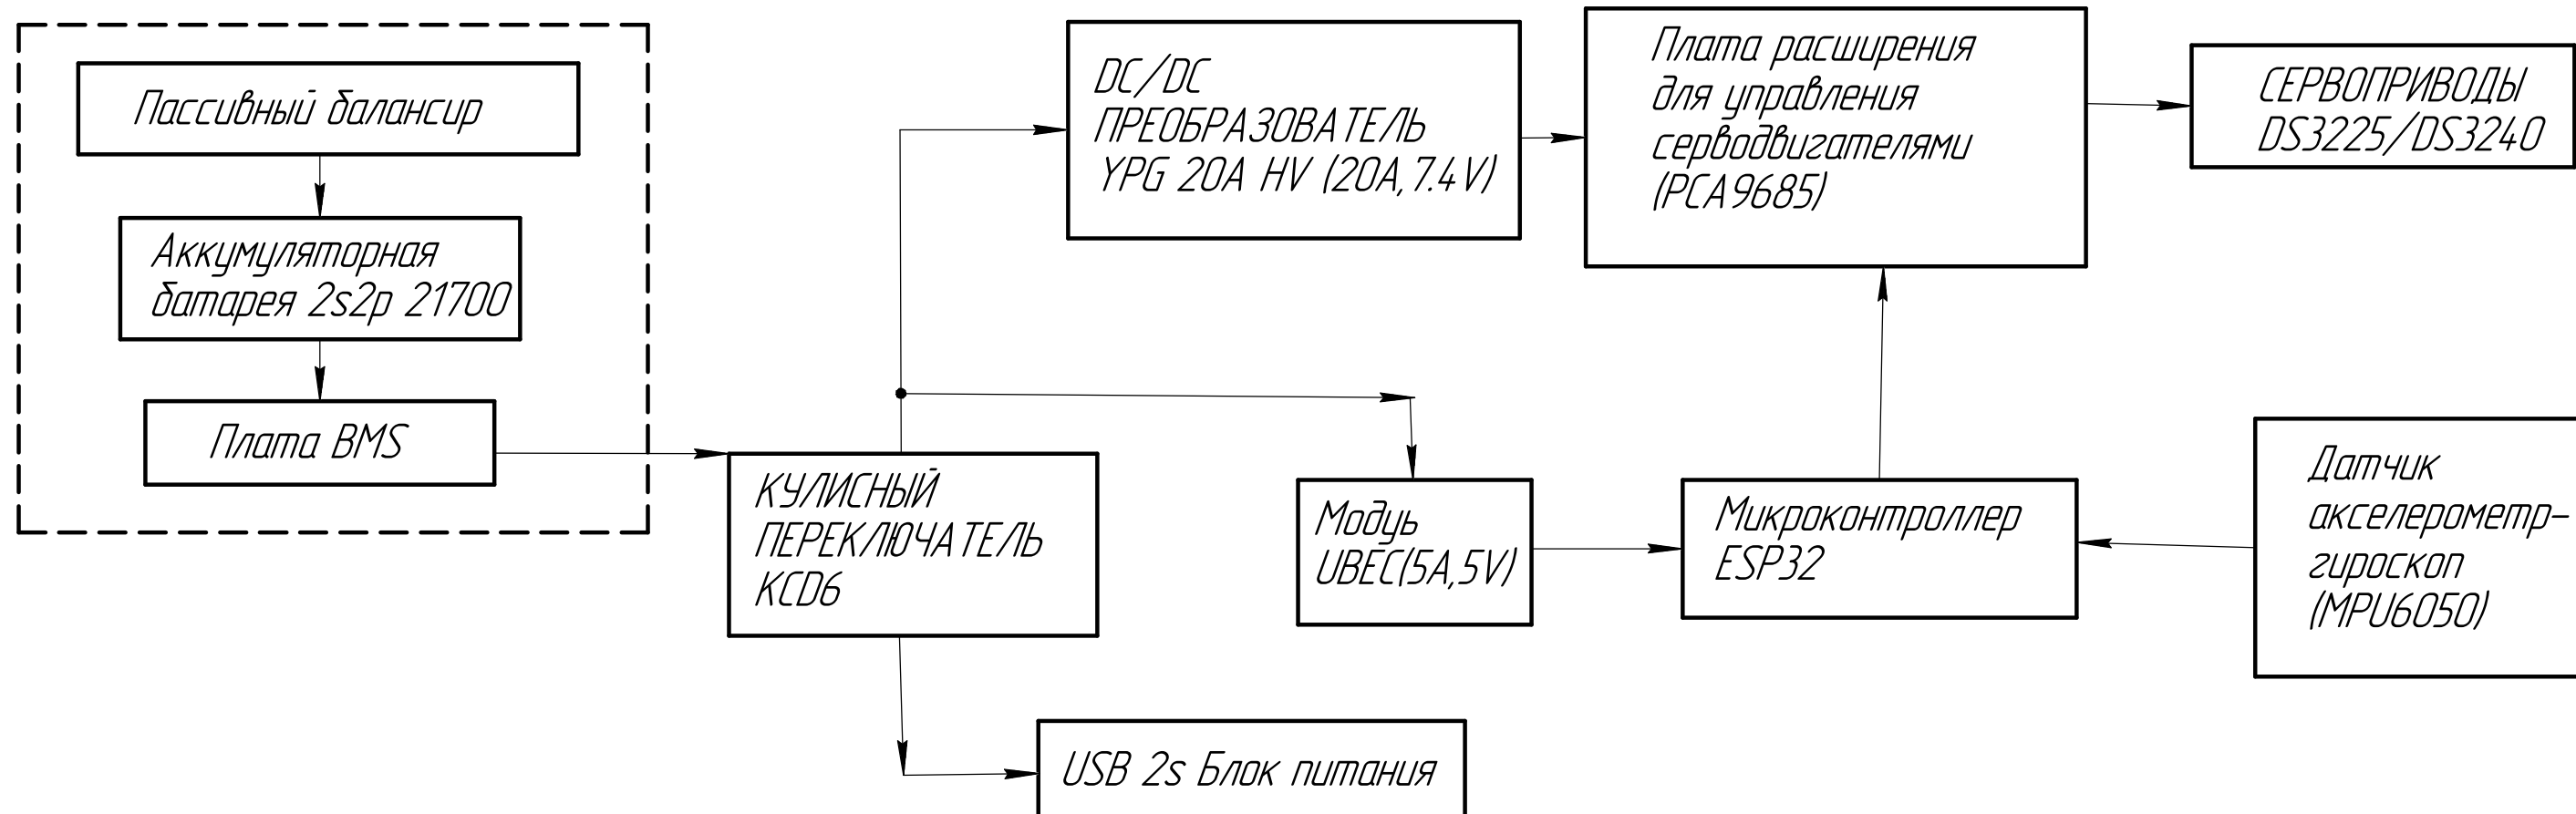 Пассивный балансир
Аккумуляторная
батарея 2s2p 21700
Плата BMS
DC/DC
ПРЕОБРАЗОВАТЕЛЬ
YPG 20A HV (20A, 7.4 V)
Плата расширения
для управления
серводвигателями
(PCA9685)
СЕРВОПРИВОДЫ
DS3225/DS3240
КУЛИСНЫЙ
ПЕРЕКЛЮЧАТЕЛЬ
KCD6
Модуь
UBEC(5A,5V)
Микроконтроллер
ESP32
Датчик
акселерометр-
гироскоп
(MPU6050)
USB 2s Блок питания